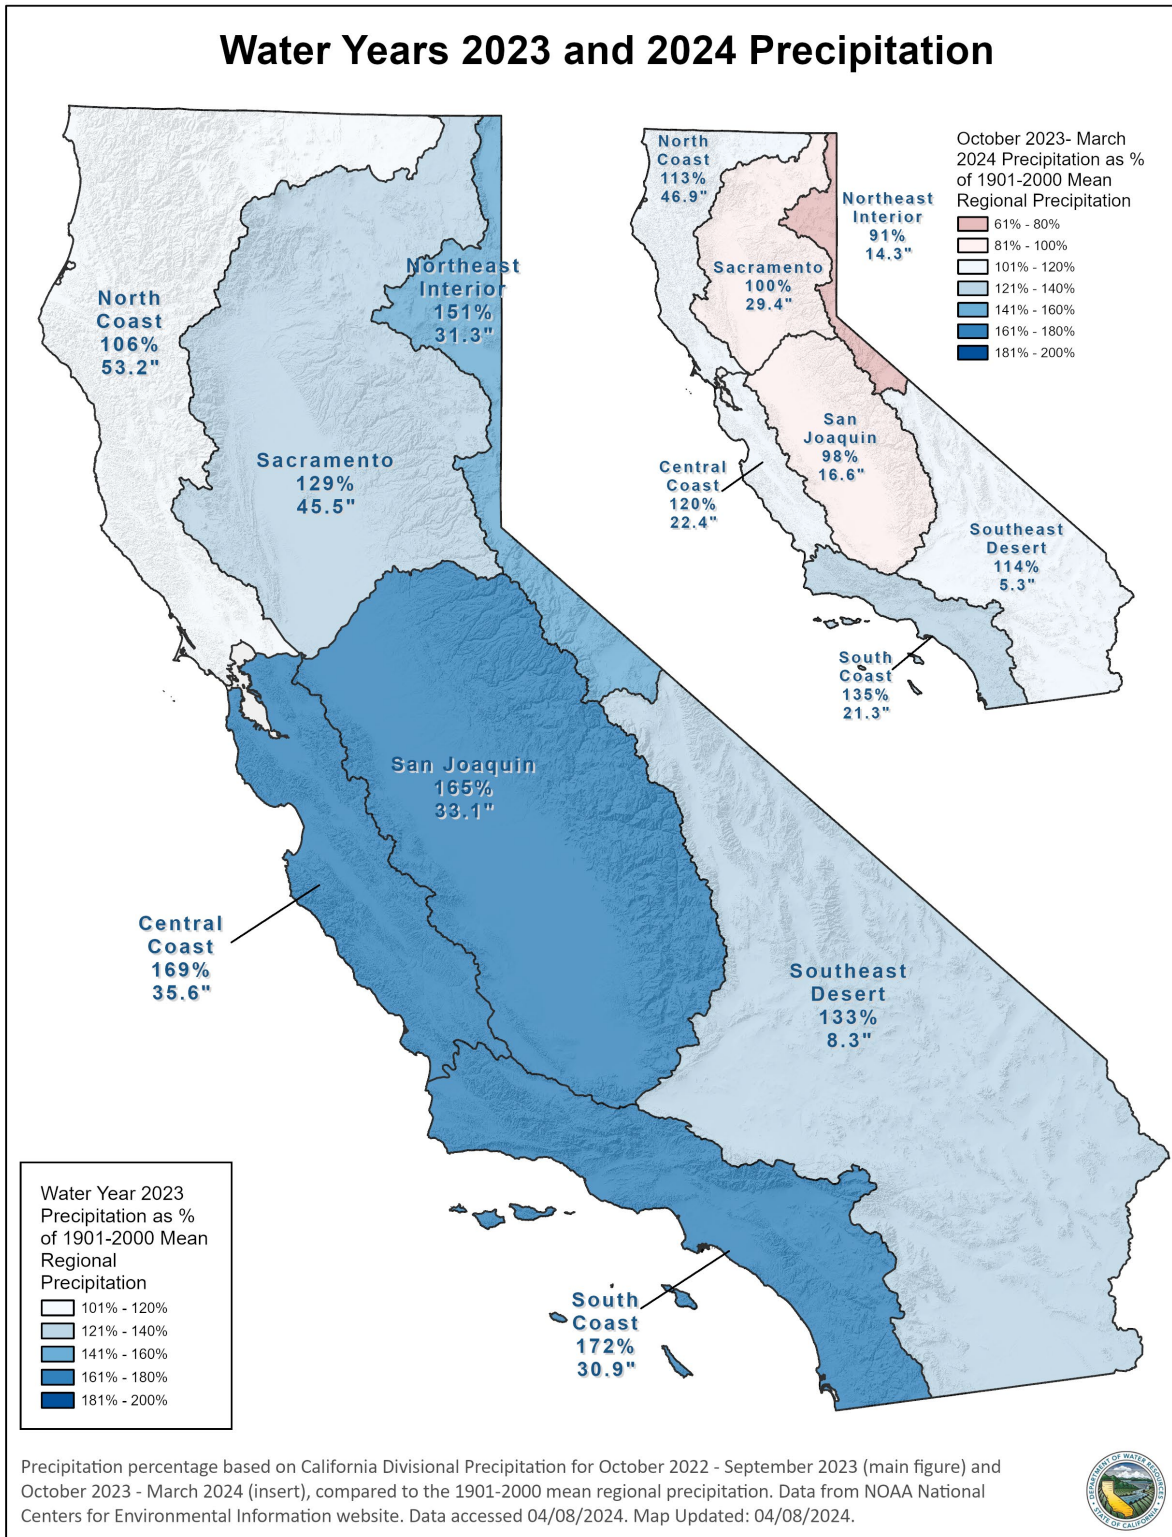 Water Years 2023 and 2024 Precipitation
North
Coast
106%
53.2"
Northeast
Interior
151%
31.3"
Sacramento
129%
45.5"
San Joaquin
165%
33.1"
Central
Coast
169%
35.6"
Southeast
Desert
133%
8.3"
South
Coast
172%
30.9"
North
Coast
113%
46.9"
Northeast
Interior
91%
14.3"
Sacramento
100%
29.4"
San
Joaquin
98%
16.6"
Central
Coast
120%
22.4"
Southeast
Desert
114%
5.3"
South
Coast
135%
21.3"
October 2023- March
2024 Precipitation as %
of 1901-2000 Mean
Regional Precipitation
61% - 80%
81% - 100%
101% - 120%
121% - 140%
141% - 160%
161% - 180%
181% - 200%
Water Year 2023
Precipitation as %
of 1901-2000 Mean
Regional
Precipitation
101% - 120%
121% - 140%
141% - 160%
161% - 180%
181% - 200%
Precipitation percentage based on California Divisional Precipitation for October 2022 - September 2023 (main figure) and
October 2023 - March 2024 (insert), compared to the 1901-2000 mean regional precipitation. Data from NOAA National
Centers for Environmental Information website. Data accessed 04/08/2024. Map Updated: 04/08/2024.
DEPARTMENT OF WATER RESOURCES
STATE OF CALIFORNIA